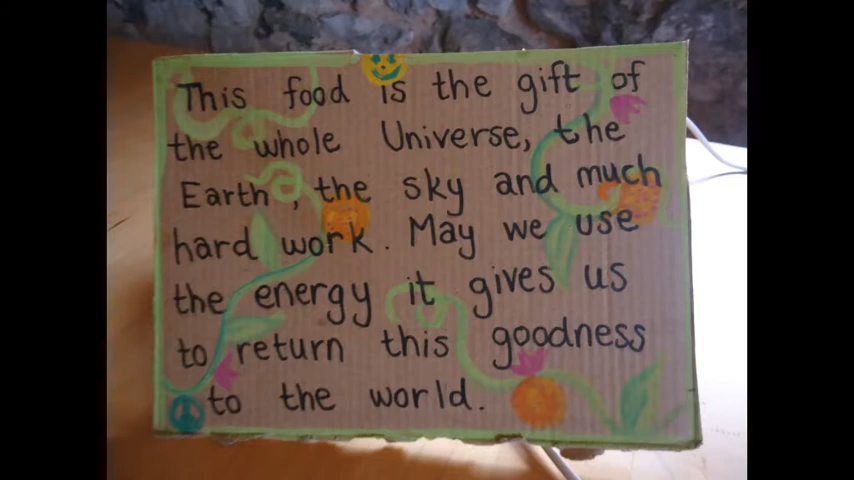 This food is the gift of
the whole Universe, the
Earth, the sky and much
hard work. May we use
the energy it gives us
to return this goodness
to the world.